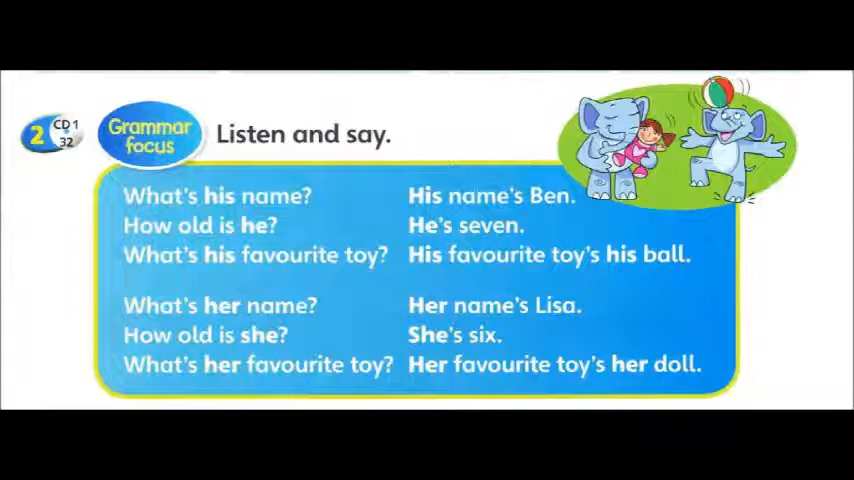 2
CD1
32
Grammar
focus
Listen and say.
What's his name? His name's Ben.
How old is he? He's seven.
What's his favourite toy? His favourite toy's his ball.
What's her name? Her name's Lisa.
How old is she? She's six.
What's her favourite toy? Her favourite toy's her doll.